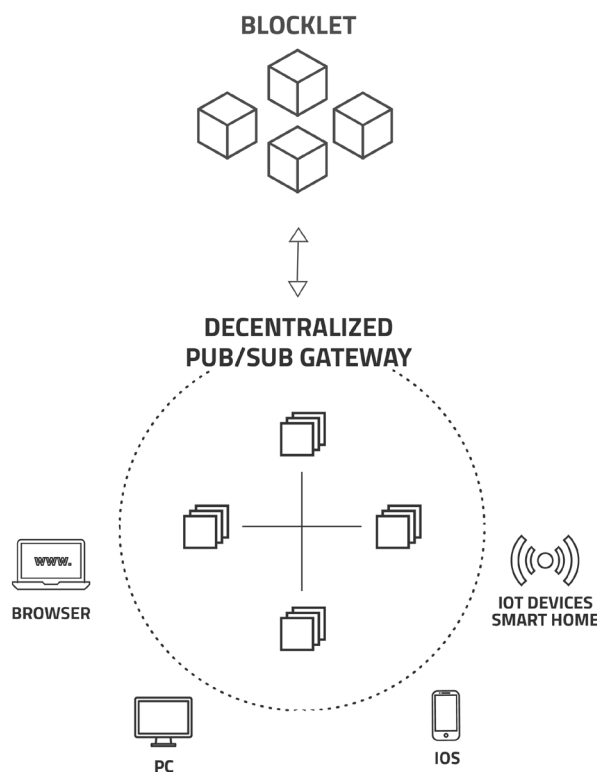 BLOCKLET
DECENTRALIZED
PUB/SUB GATEWAY
www.
BROWSER
IOT DEVICES
SMART HOME
PC
IOS